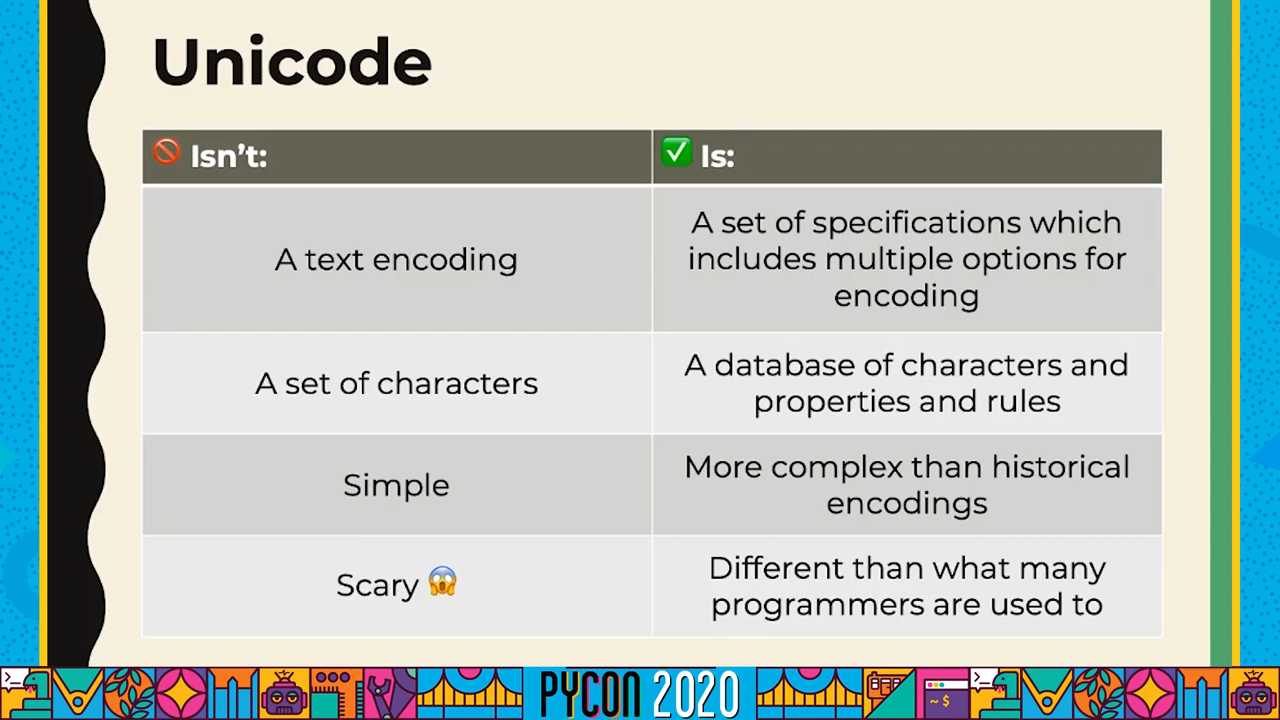 Unicode
🚫 Isn't:
✅ Is:
A text encoding
A set of specifications which
includes multiple options for
encoding
A set of characters
A database of characters and
properties and rules
Simple
More complex than historical
encodings
Scary 😱
Different than what many
programmers are used to
PYCON 2020
~$